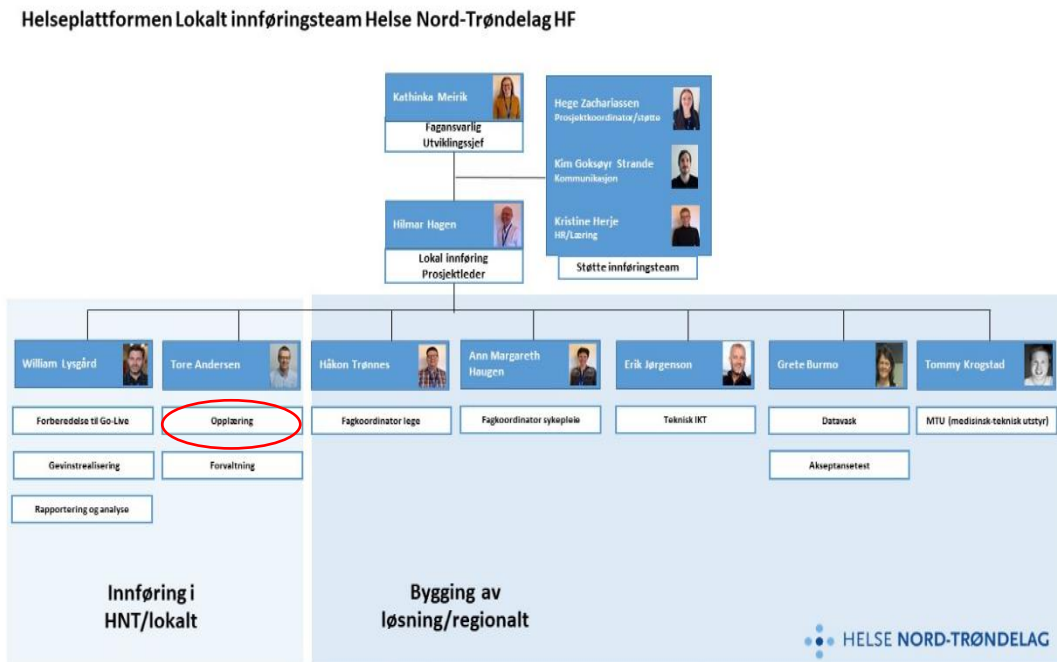 Helseplattformen Lokalt innføringsteam Helse Nord-Trøndelag HF
Kathinka Meirik
Fagansvarlig
Utviklingssjef
Hege Zachariassen
Prosjektkoordinator/støtte
Kim Goksøyr Strande
Kommunikasjon
Kristine Herje
HR/Læring
Støtte innføringsteam
Hilmar Hagen
Lokal innføring
Prosjektleder
William Lysgård
Forberedelse til Go-Live
Gevinstrealisering
Rapportering og analyse
Tore Andersen
Opplæring
Forvaltning
Håkon Trønnes
Fagkoordinator lege
Ann Margareth
Haugen
Fagkoordinator sykepleie
Erik Jørgenson
Teknisk IKT
Grete Burmo
Datavask
Akseptansetest
Tommy Krogstad
MTU (medisinsk-teknisk utstyr)
Innføring i
HNT/lokalt
Bygging av
løsning/regionalt
HELSE NORD-TRØNDELAG